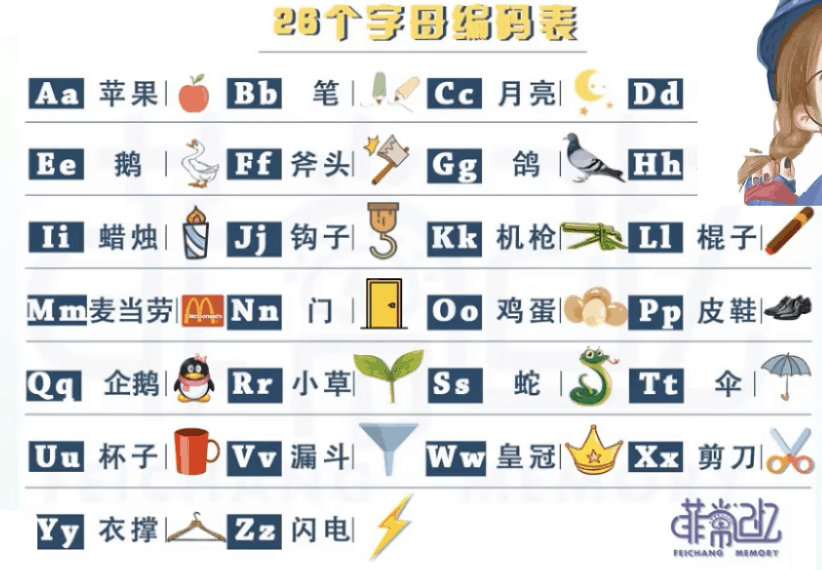 26个字母编码表
Aa 苹果 Bb 笔 Cc 月亮 Dd
Ee 鹅 Ff 斧头 Gg 鸽 Hh
Ii 蜡烛 Jj 钩子 Kk 机枪 Ll 棍子
Mm 麦当劳 McDonald's Nn 门 Oo 鸡蛋 Pp 皮鞋
Qq 企鹅 Rr 小草 Ss 蛇 Tt 伞
Uu 杯子 Vv 漏斗 Ww 皇冠 Xx 剪刀
FEICHANG MEMORY
Yy 衣撑 Zz 闪电
非常记忆
FEICHANG MEMORY